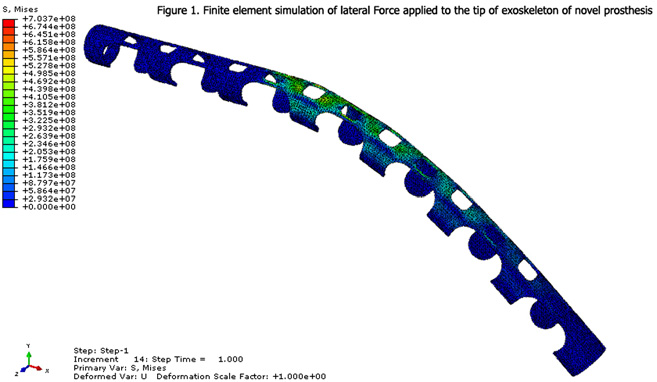 Figure 1. Finite element simulation of lateral Force applied to the tip of exoskeleton of novel prosthesis
S, Mises
+7.037e+08
+6.744e+08
+6.451e+08
+6.158e+08
+5.864e+08
+5.571e+08
+5.278e+08
+4.985e+08
+4.692e+08
+4.398e+08
+4.105e+08
+3.812e+08
+3.519e+08
+3.225e+08
+2.932e+08
+2.639e+08
+2.346e+08
+2.053e+08
+1.759e+08
+1.466e+08
+1.173e+08
+8.797e+07
+5.864e+07
+2.932e+07
+0.000e+00
Y
Z X
Step: Step-1
Increment 14: Step Time = 1.000
Primary Var: S, Mises
Deformed Var: U Deformation Scale Factor: +1.000e+00